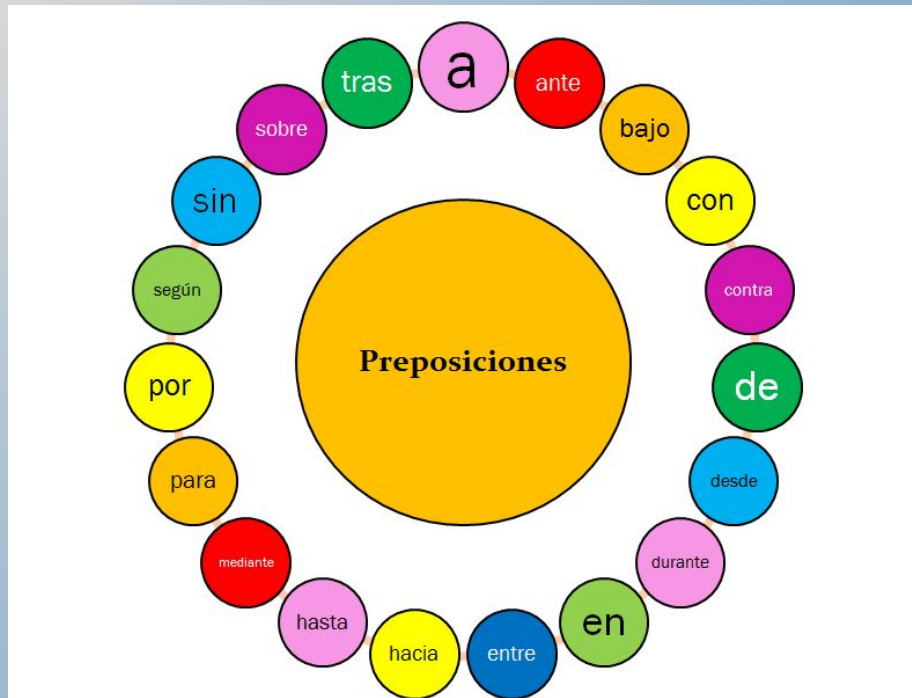 a
ante
bajo
con
contra
de
desde
durante
en
entre
hacia
hasta
mediante
para
por
según
sin
sobre
tras
Preposiciones